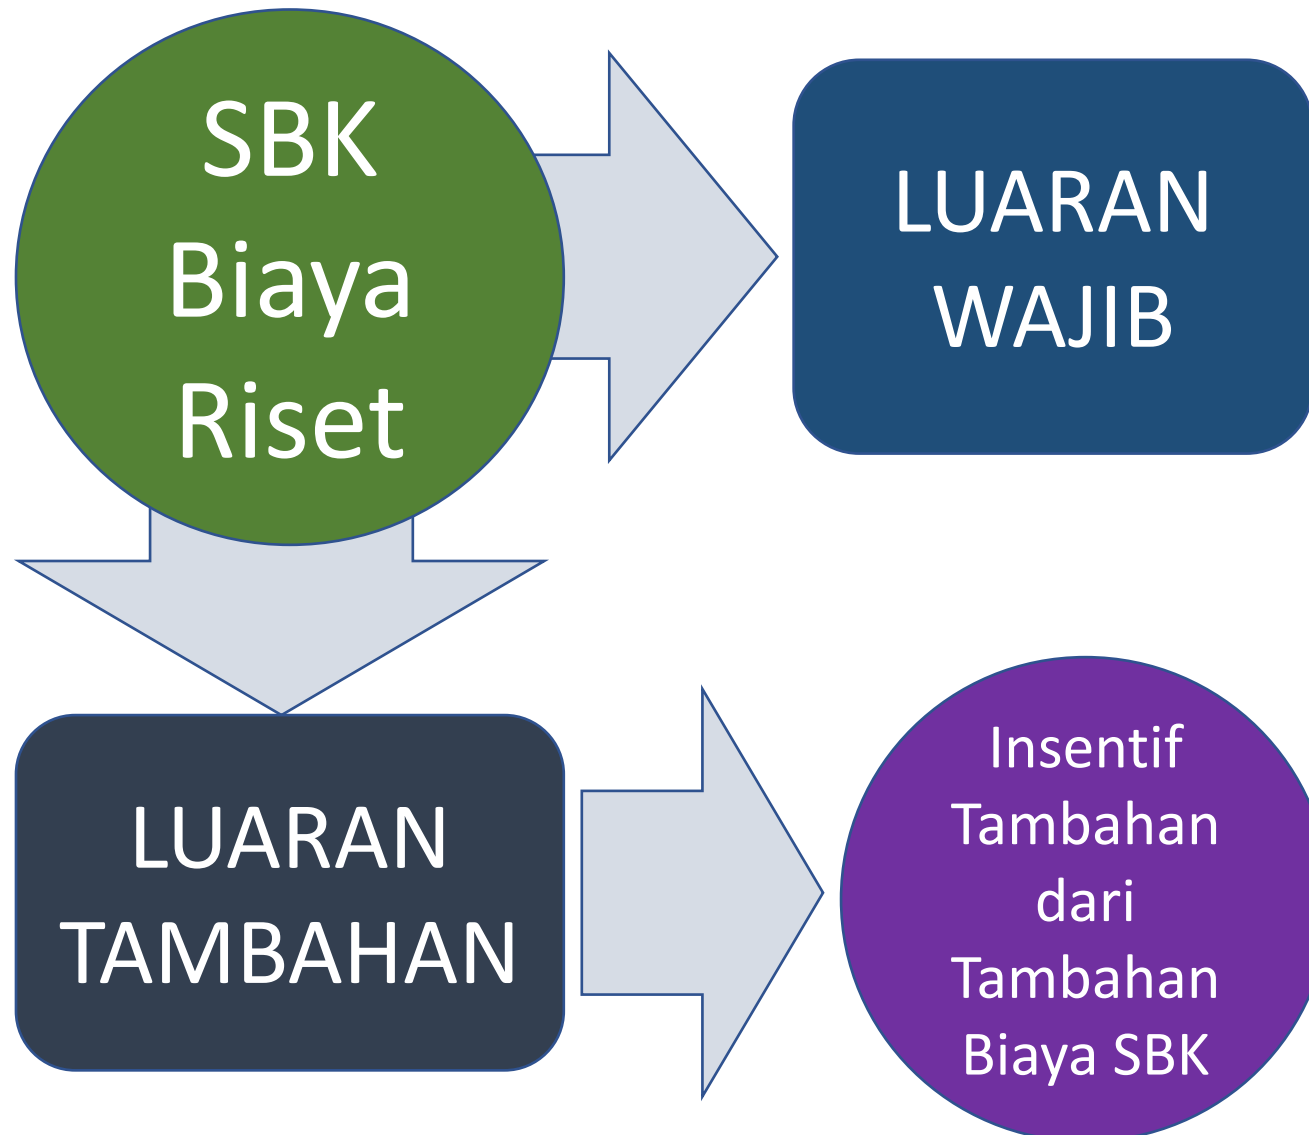 SBK
Biaya
Riset
LUARAN
WAJIB
LUARAN
TAMBAHAN
Insentif
Tambahan
dari
Tambahan
Biaya SBK